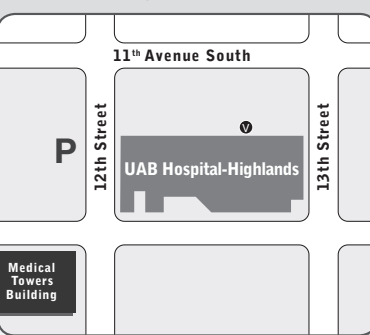 11th Avenue South
V
P
12th Street
UAB Hospital-Highlands
13th Street
Medical
Towers
Building